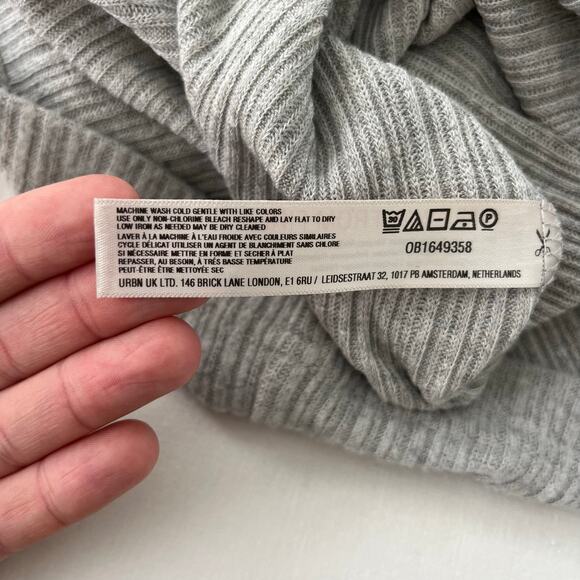 MACHINE WASH COLD GENTLE WITH LIKE COLORS
USE ONLY NON-CHLORINE BLEACH RESHAPE AND LAY FLAT TO DRY
LOW IRON AS NEEDED MAY BE DRY CLEANED
LAVER À LA MACHINE À L'EAU FROIDE AVEC COULEURS SIMILAIRES
CYCLE DÉLICAT UTILISER UN AGENT DE BLANCHIMENT SANS CHLORE
SI NÉCESSAIRE METTRE EN FORME ET SECHER À PLAT
REPASSER, AU BESOIN, À TRÈS BASSE TEMPÉRATURE
PEUT-ÊTRE ÊTRE NETTOYÉE SEC
URBN UK LTD. 146 BRICK LANE LONDON, E1 6RU / LEIDSESTRAAT 32, 1017 PB AMSTERDAM, NETHERLANDS
30 P
OB1649358